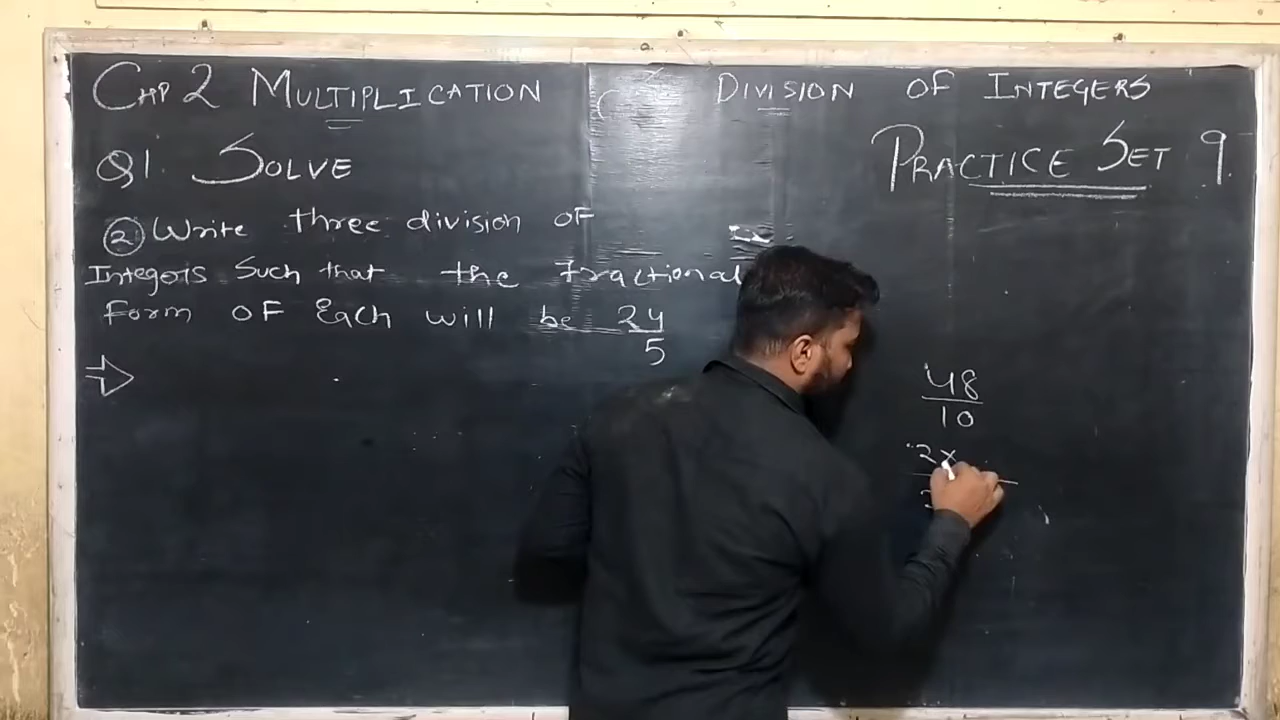 CHP 2 MULTIPLICATION DIVISION OF INTEGERS
PRACTICE SET 9
Q1. SOLVE
② Write three division of
Integers Such that the Fractional
Form OF Each will be 24
5
48
10
2x